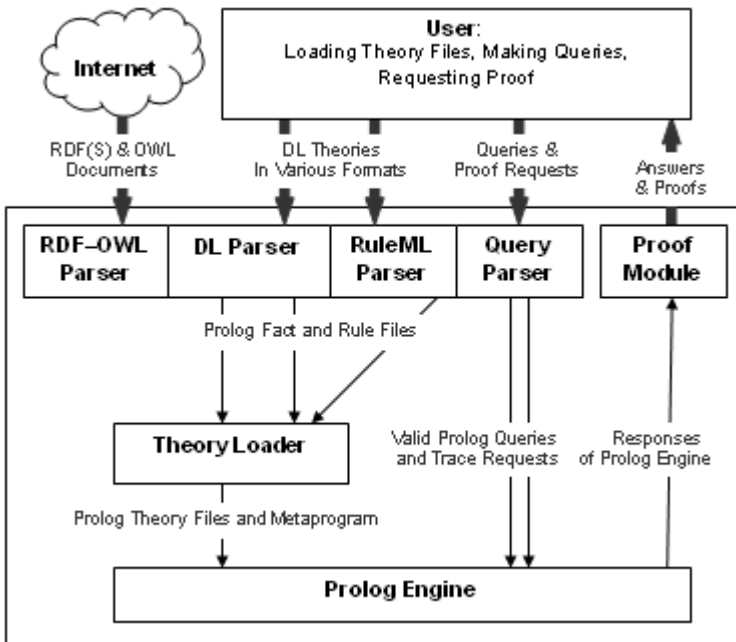 User:
Loading Theory Files, Making Queries,
Requesting Proof
Internet
RDF(S) & OWL
Documents
DL Theories
In Various Formats
Queries &
Proof Requests
Answers
& Proofs
RDF–OWL
Parser
DL Parser
RuleML
Parser
Query
Parser
Proof
Module
Prolog Fact and Rule Files
Theory Loader
Valid Prolog Queries
and Trace Requests
Responses
of Prolog Engine
Prolog Theory Files and Metaprogram
Prolog Engine